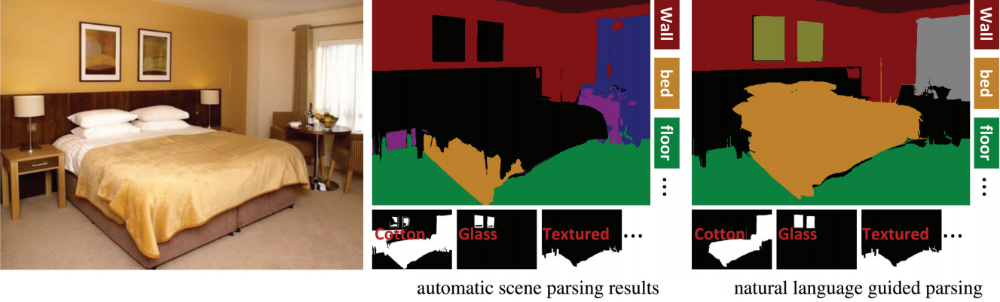 Wall
bed
floor
...
Cotton
Glass
Textured
...
automatic scene parsing results
Wall
bed
floor
...
Cotton
Glass
Textured
...
natural language guided parsing